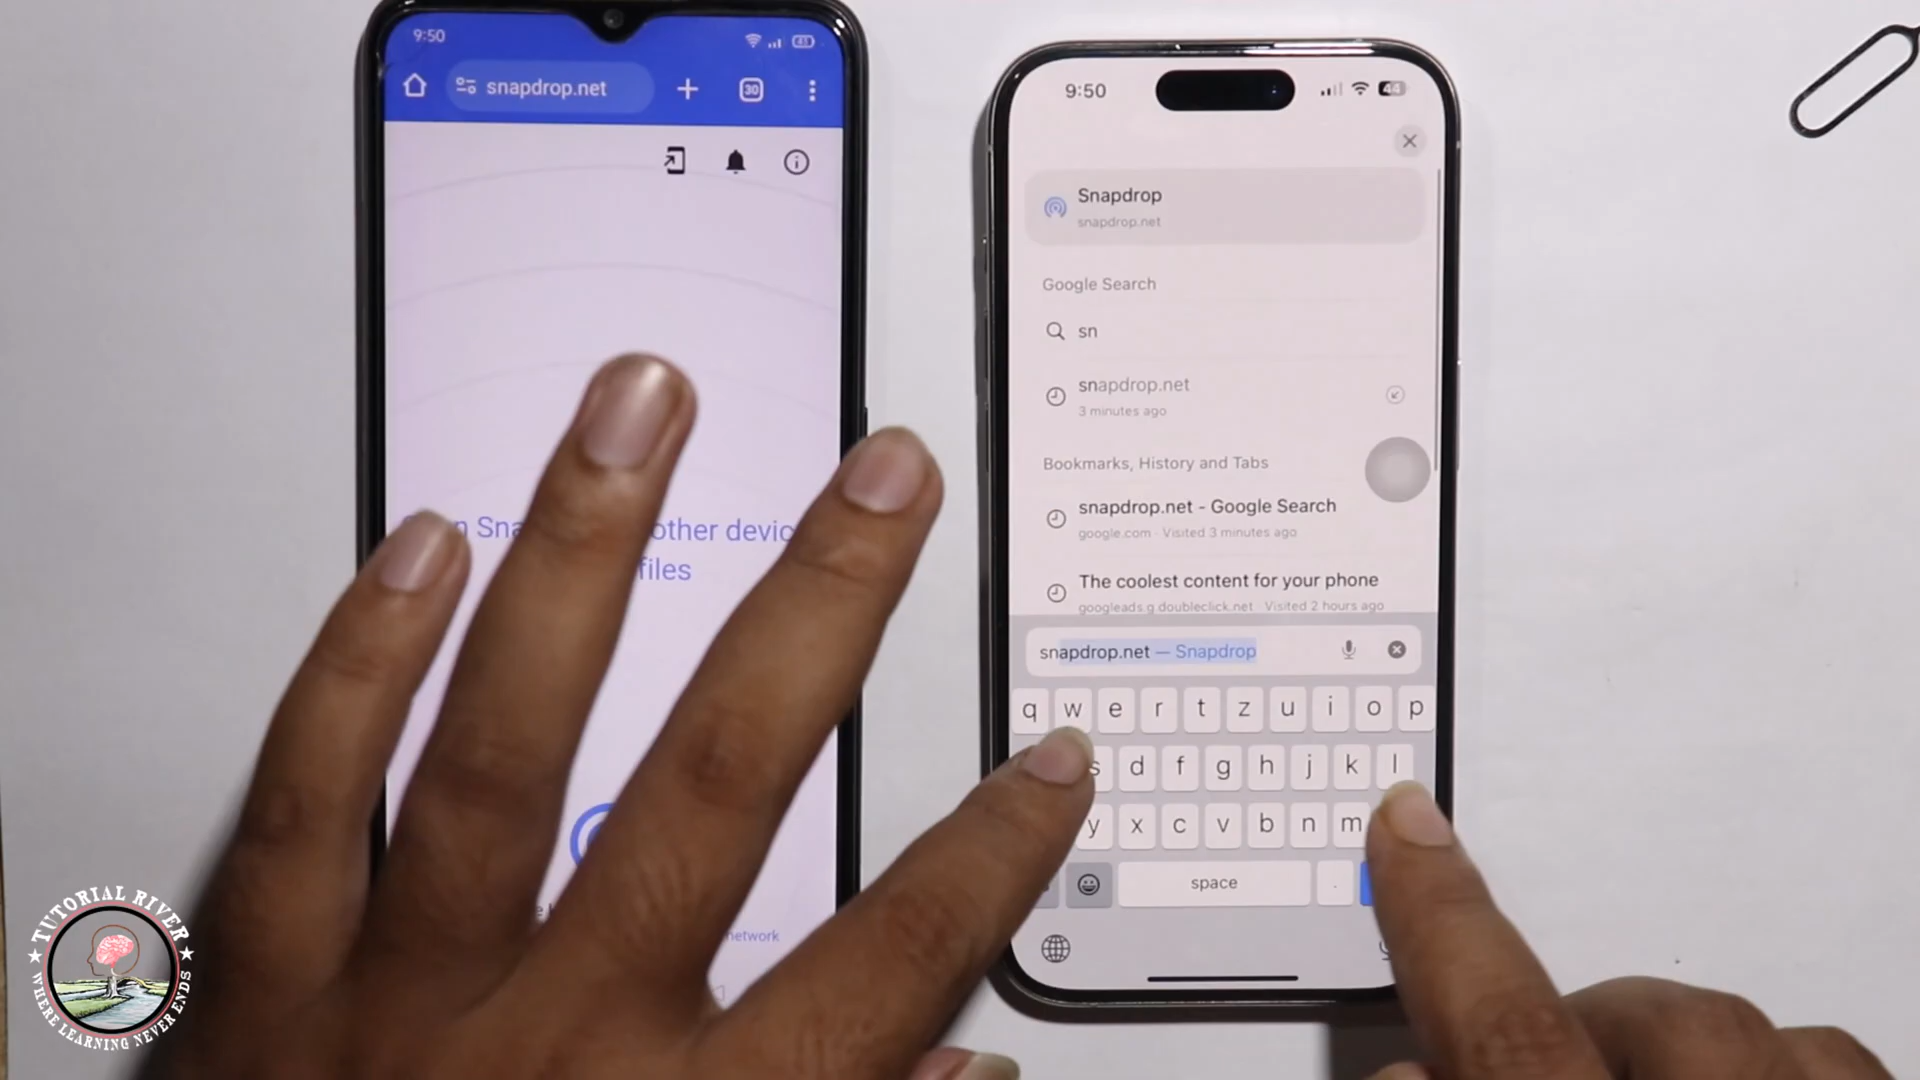 9:50
41
snapdrop.net
30
other devic
files
network
9:50
44
Snapdrop
snapdrop.net
Google Search
sn
snapdrop.net
3 minutes ago
Bookmarks, History and Tabs
snapdrop.net - Google Search
google.com · Visited 3 minutes ago
The coolest content for your phone
googleads.g.doubleclick.net · Visited 2 hours ago
snapdrop.net — Snapdrop
q w e r t z u i o p
s d f g h j k l
y x c v b n m
space .
TUTORIAL RIVER
WHERE LEARNING NEVER ENDS